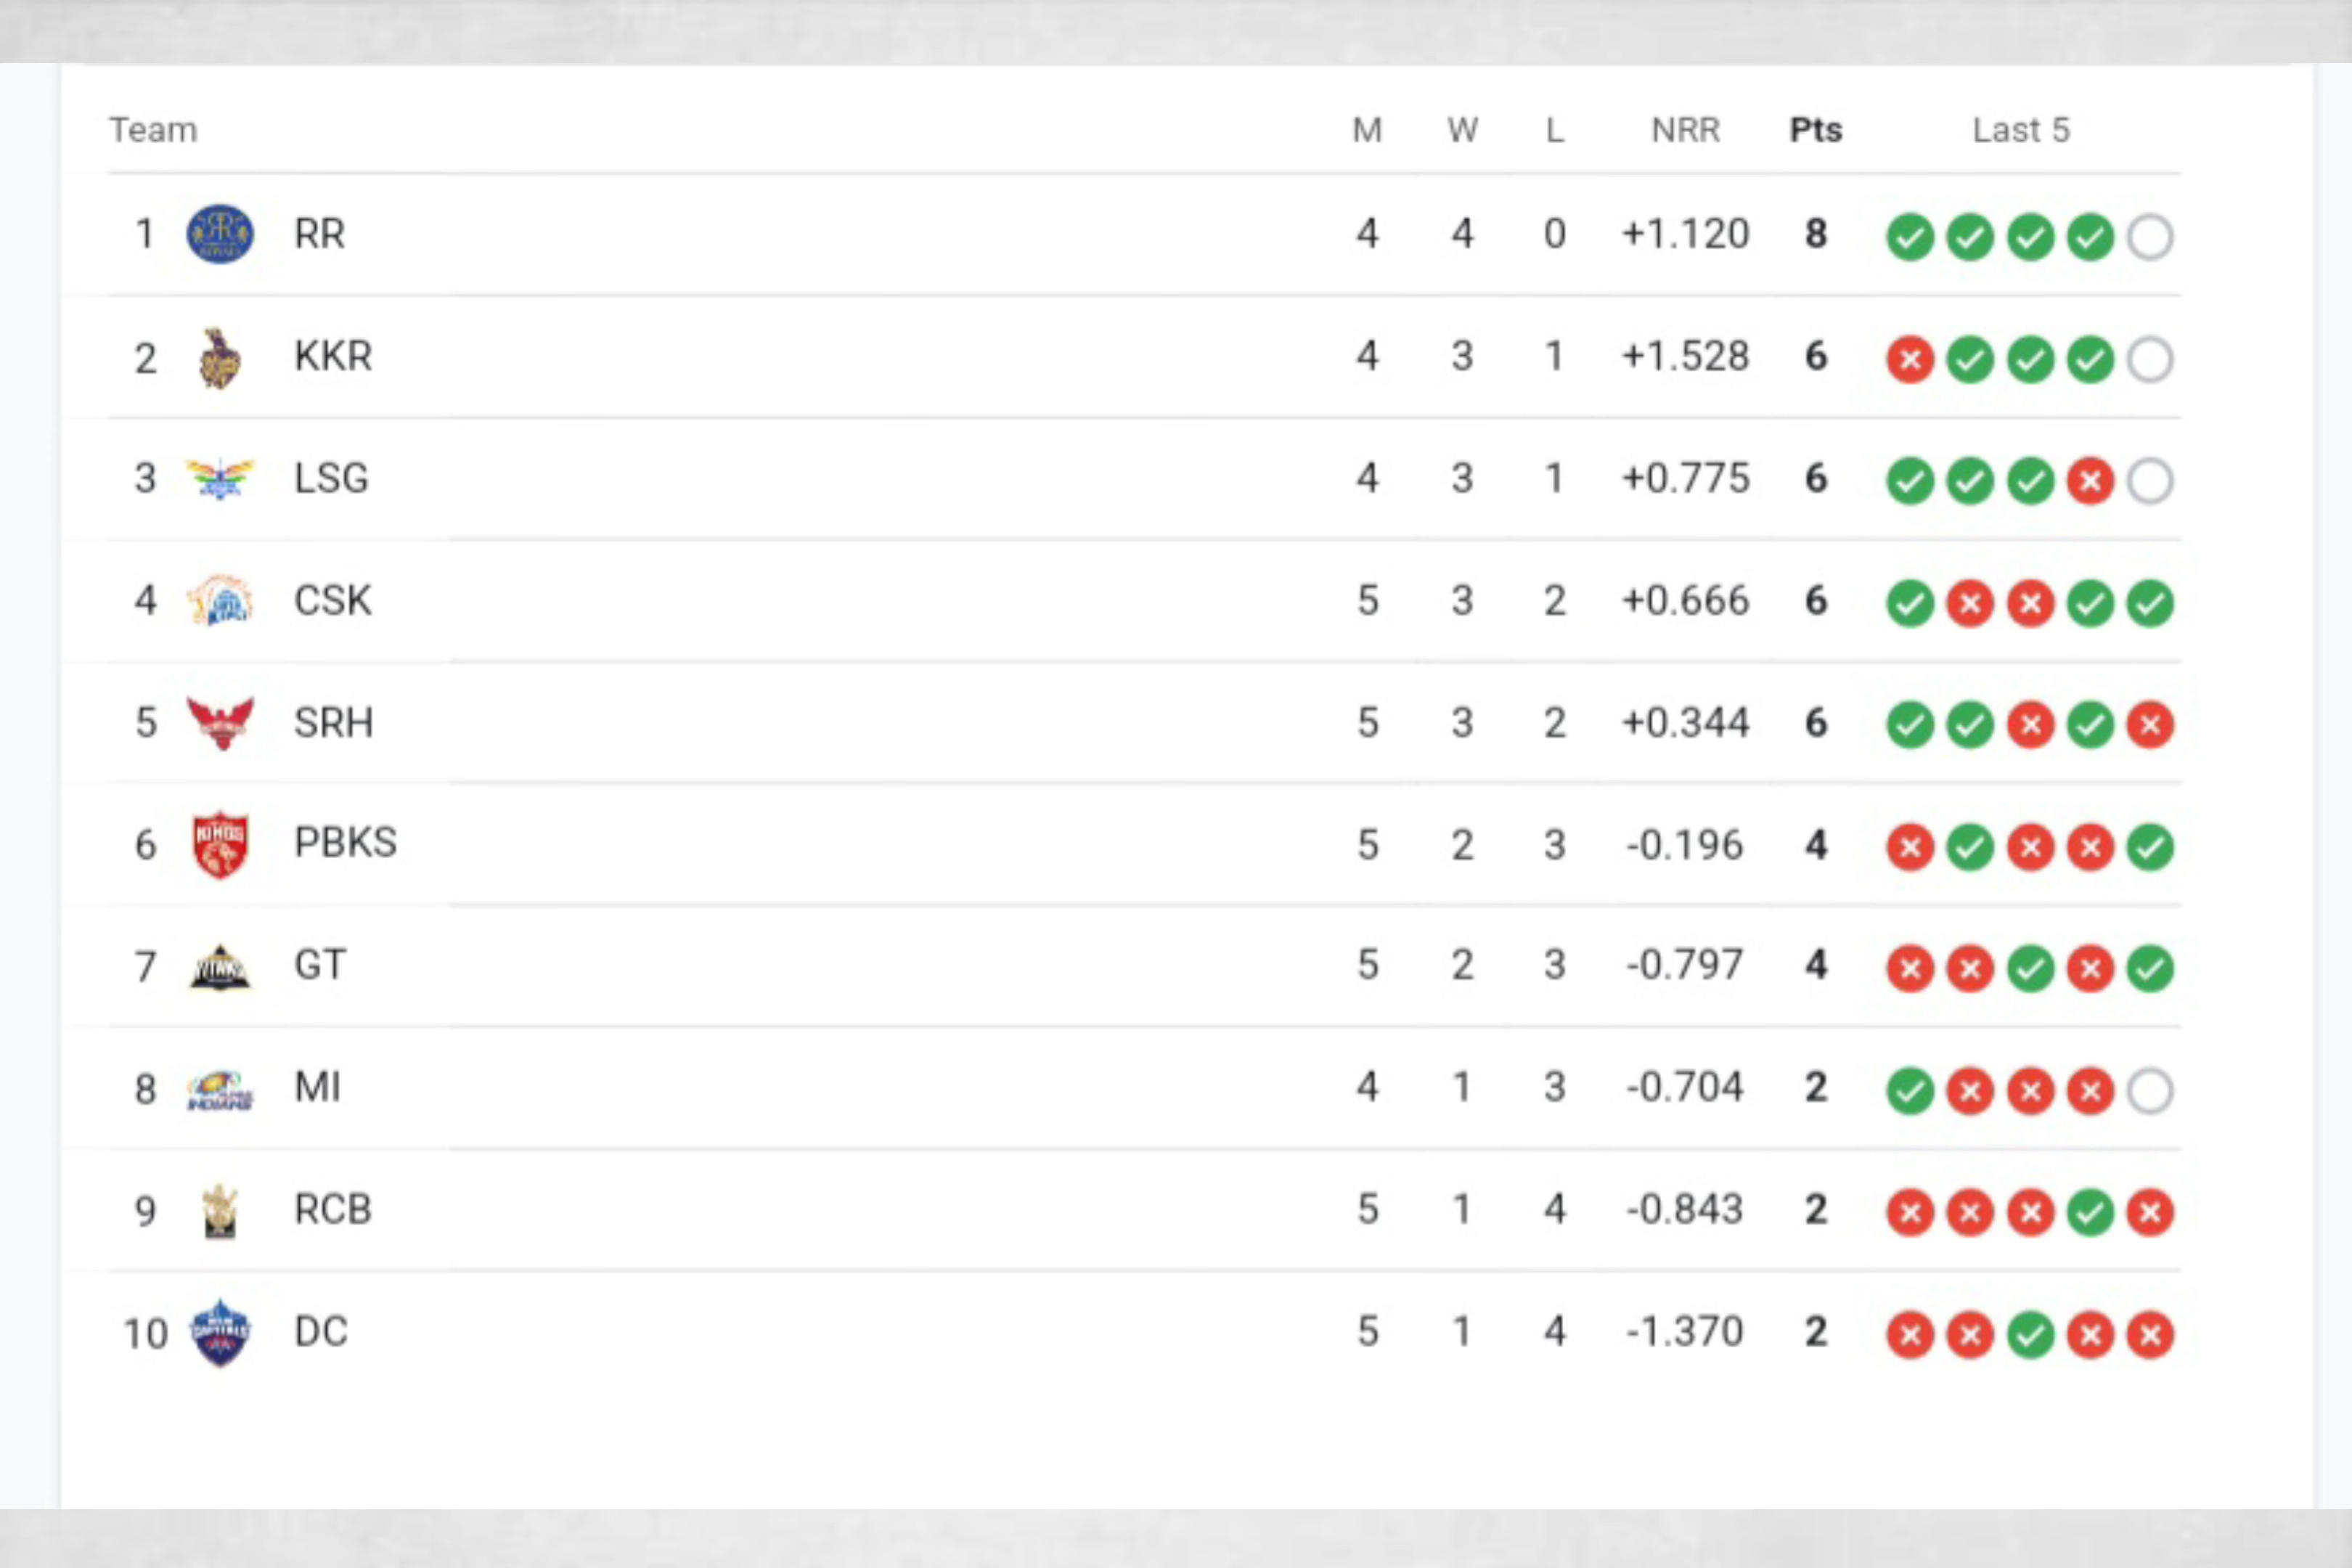 Team M W L NRR Pts Last 5
1 RR 4 4 0 +1.120 8
2 KKR 4 3 1 +1.528 6
3 LSG 4 3 1 +0.775 6
4 CSK 5 3 2 +0.666 6
5 SRH 5 3 2 +0.344 6
6 PBKS 5 2 3 -0.196 4
7 GT 5 2 3 -0.797 4
8 MI 4 1 3 -0.704 2
9 RCB 5 1 4 -0.843 2
10 DC 5 1 4 -1.370 2